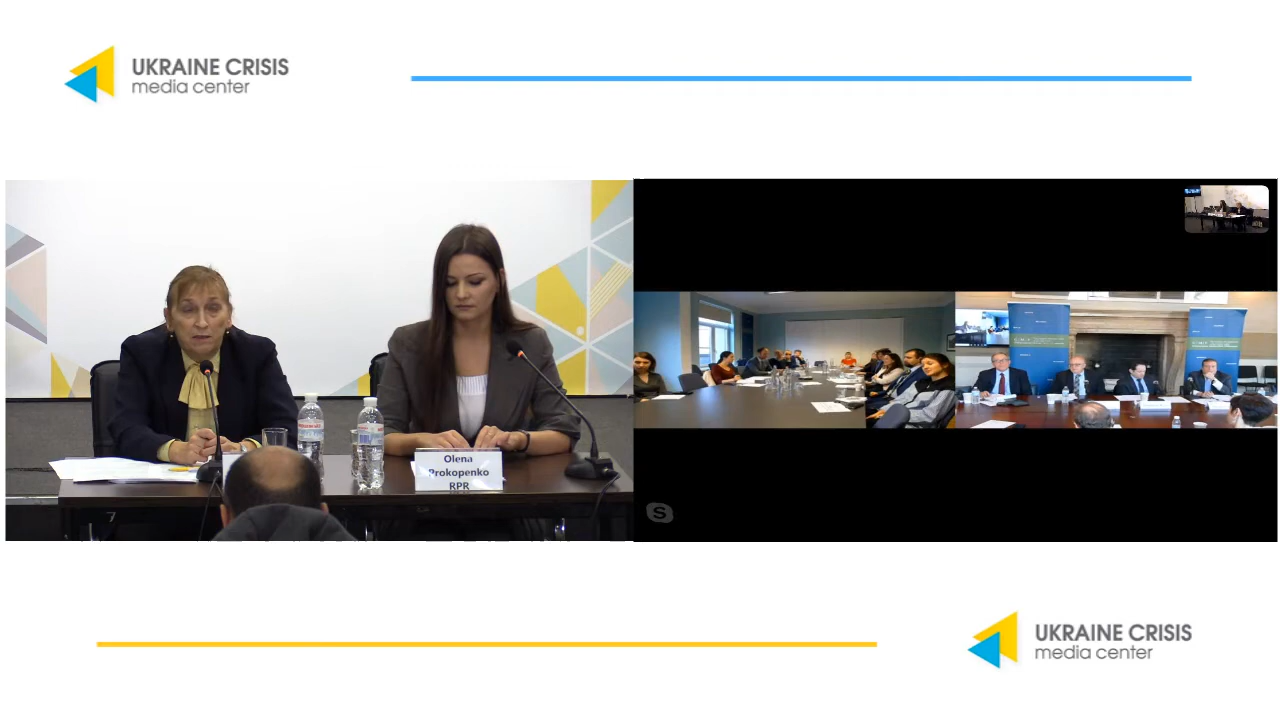 UKRAINE CRISIS
media center
Olena
Prokopenko
RPR
UKRAINE CRISIS
media center